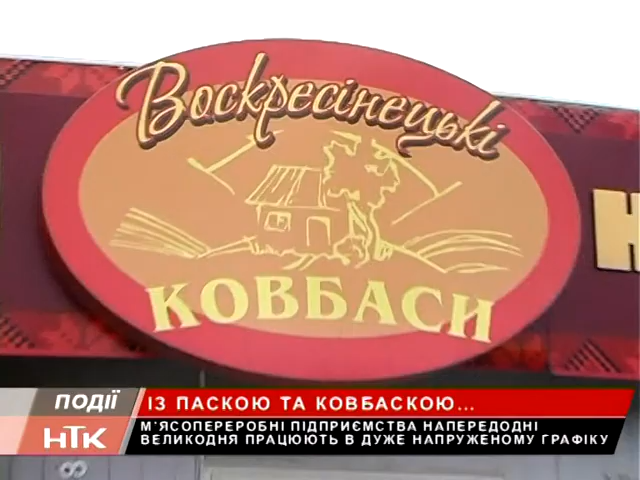 Воскресінецькі
КОВБАСИ
Н
ПОДІЇ
ІЗ ПАСКОЮ ТА КОВБАСКОЮ...
НТК
М'ЯСОПЕРЕРОБНІ ПІДПРИЄМСТВА НАПЕРЕДОДНІ
ВЕЛИКОДНЯ ПРАЦЮЮТЬ В ДУЖЕ НАПРУЖЕНОМУ ГРАФІКУ